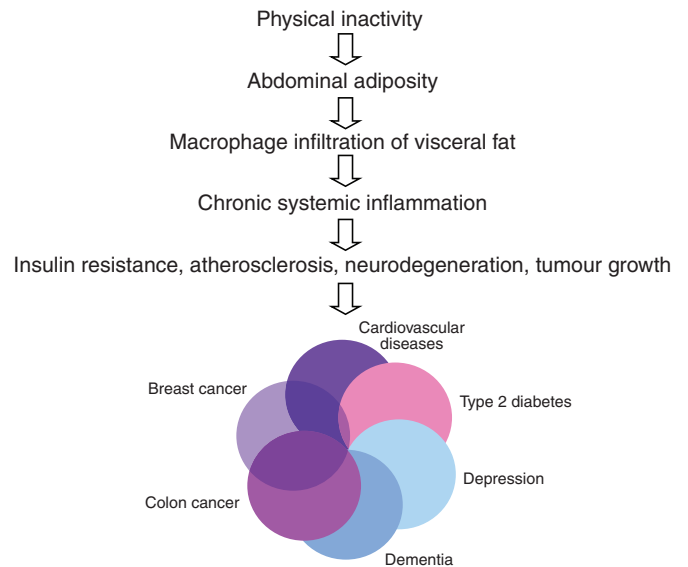 Physical inactivity
Abdominal adiposity
Macrophage infiltration of visceral fat
Chronic systemic inflammation
Insulin resistance, atherosclerosis, neurodegeneration, tumour growth
Cardiovascular
diseases
Breast cancer
Type 2 diabetes
Depression
Colon cancer
Dementia